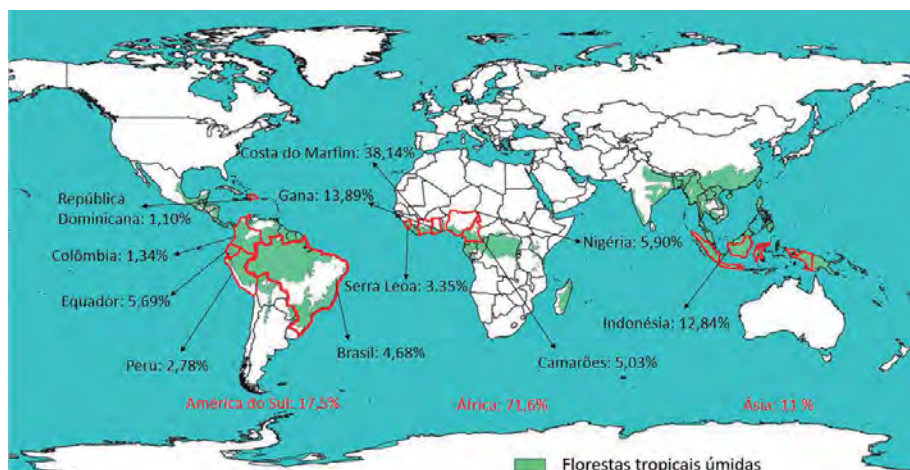 Costa do Marfim: 38,14%
República
Dominicana: 1,10%
Gana: 13,89%
Colômbia: 1,34%
Nigéria: 5,90%
Equador: 5,69%
Serra Leoa: 3,35%
Indonésia: 12,84%
Peru: 2,78%
Brasil: 4,68%
Camarões: 5,03%
América do Sul: 17,5%
África: 71,6%
Ásia: 11 %
Florestas tropicais úmidas